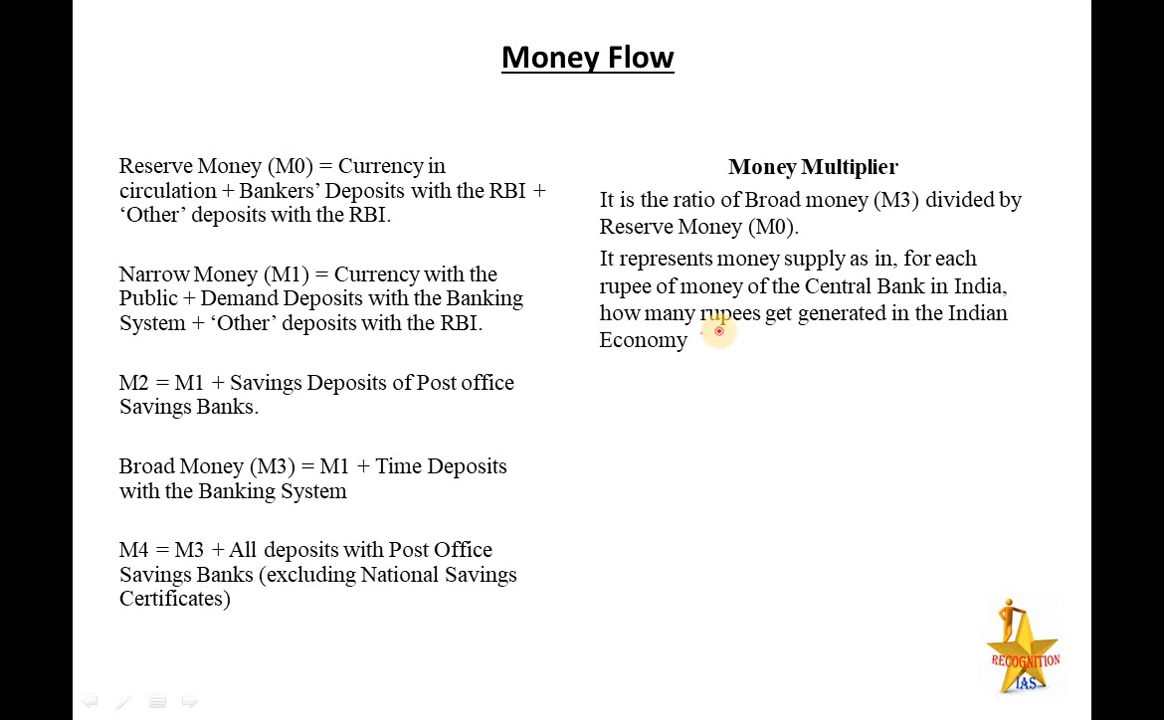 Money Flow
Reserve Money (M0) = Currency in
circulation + Bankers’ Deposits with the RBI +
‘Other’ deposits with the RBI.
Narrow Money (M1) = Currency with the
Public + Demand Deposits with the Banking
System + ‘Other’ deposits with the RBI.
M2 = M1 + Savings Deposits of Post office
Savings Banks.
Broad Money (M3) = M1 + Time Deposits
with the Banking System
M4 = M3 + All deposits with Post Office
Savings Banks (excluding National Savings
Certificates)
Money Multiplier
It is the ratio of Broad money (M3) divided by
Reserve Money (M0).
It represents money supply as in, for each
rupee of money of the Central Bank in India,
how many rupees get generated in the Indian
Economy
RECOGNITION
IAS